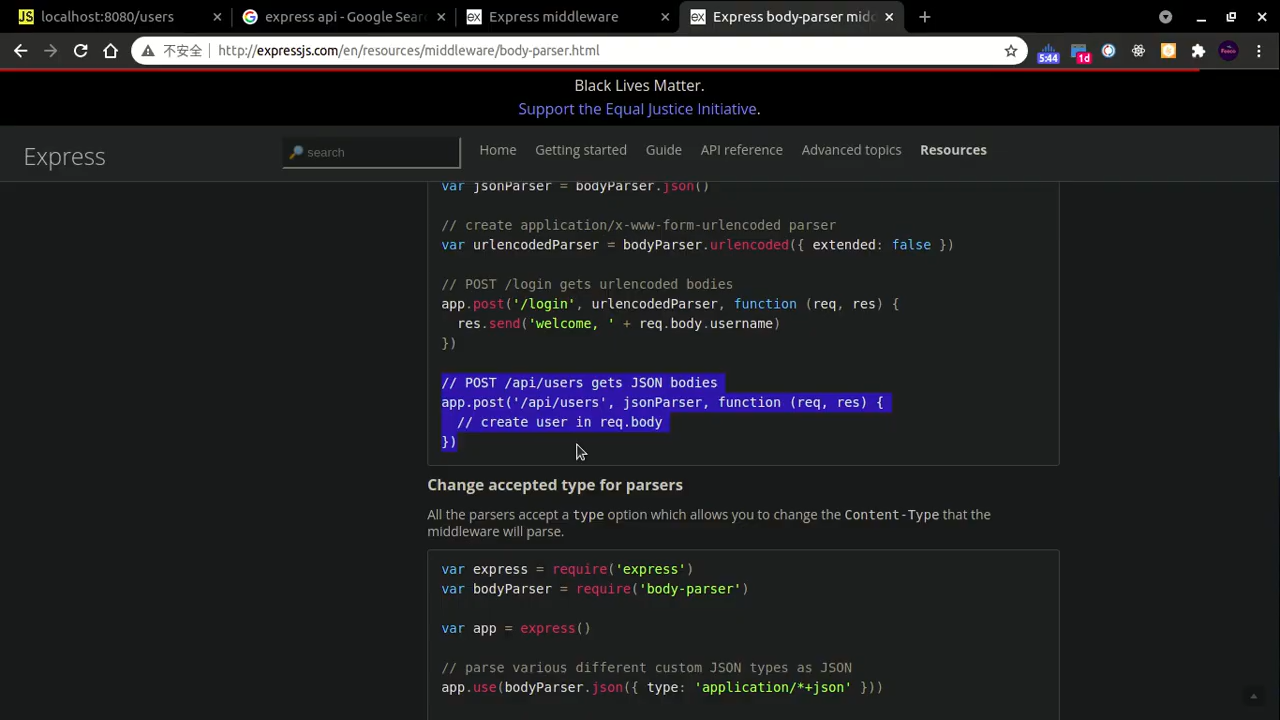 localhost:8080/users
express api - Google Sear
Express middleware
Express body-parser mid
不安全
http://expressjs.com/en/resources/middleware/body-parser.html
5:44
1d
Black Lives Matter.
Support the Equal Justice Initiative.
Express
search
Home
Getting started
Guide
API reference
Advanced topics
Resources
var jsonParser = bodyParser.json()
// create application/x-www-form-urlencoded parser
var urlencodedParser = bodyParser.urlencoded({ extended: false })
// POST /login gets urlencoded bodies
app.post('/login', urlencodedParser, function (req, res) {
res.send('welcome, ' + req.body.username)
})
// POST /api/users gets JSON bodies
app.post('/api/users', jsonParser, function (req, res) {
// create user in req.body
})
Change accepted type for parsers
All the parsers accept a type option which allows you to change the Content-Type that the
middleware will parse.
var express = require('express')
var bodyParser = require('body-parser')
var app = express()
// parse various different custom JSON types as JSON
app.use(bodyParser.json({ type: 'application/*+json' }))